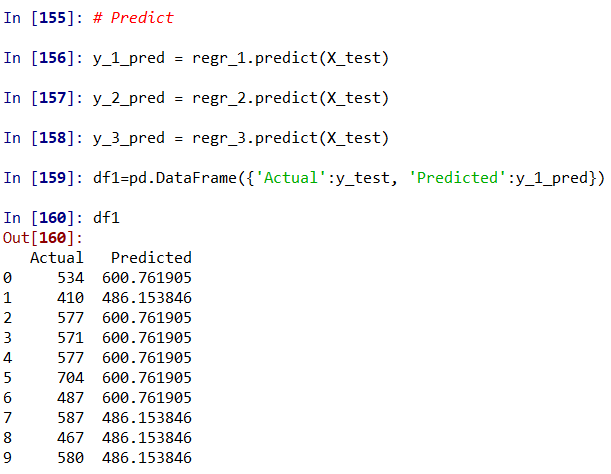 In [155]: # Predict
In [156]: y_1_pred = regr_1.predict(X_test)
In [157]: y_2_pred = regr_2.predict(X_test)
In [158]: y_3_pred = regr_3.predict(X_test)
In [159]: df1=pd.DataFrame({'Actual':y_test, 'Predicted':y_1_pred})
In [160]: df1
Out[160]:
Actual Predicted
0 534 600.761905
1 410 486.153846
2 577 600.761905
3 571 600.761905
4 577 600.761905
5 704 600.761905
6 487 600.761905
7 587 486.153846
8 467 486.153846
9 580 486.153846